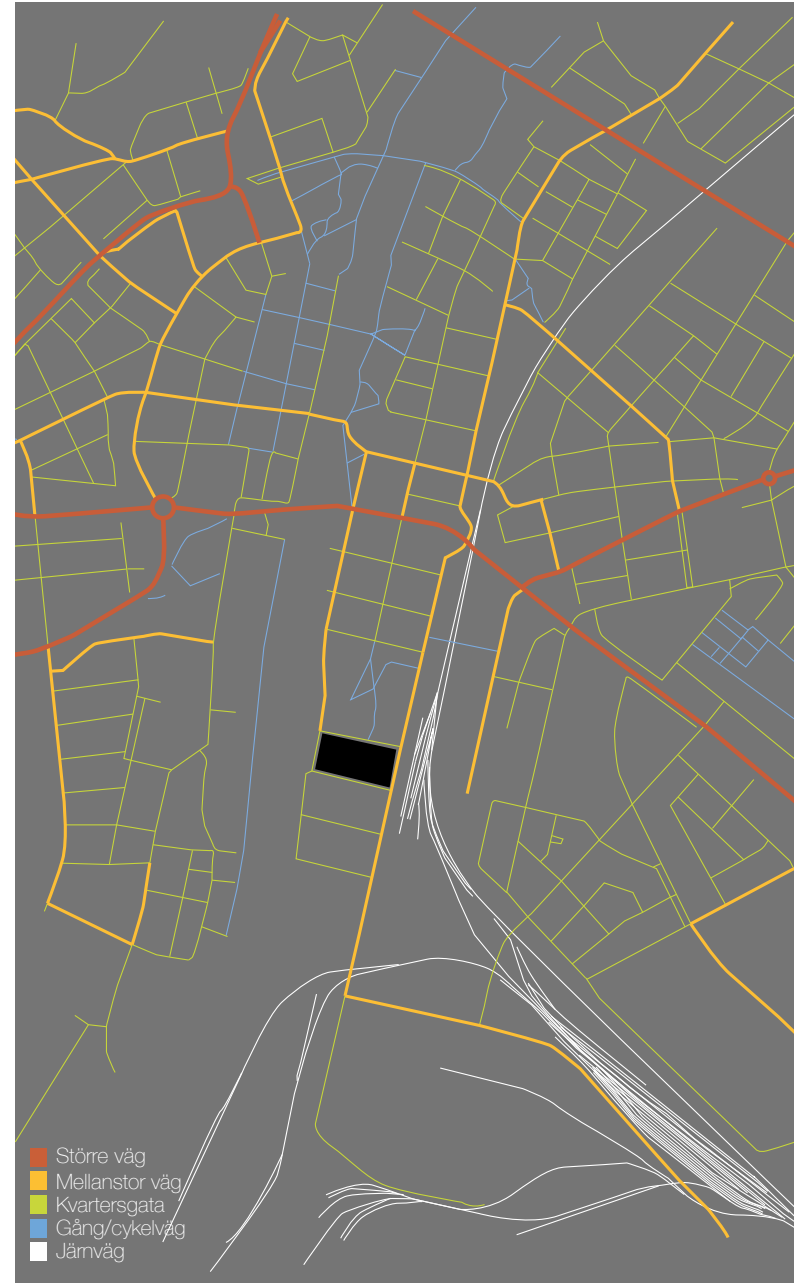 Större väg
Mellanstor väg
Kvartersgata
Gång/cykelväg
Järnväg